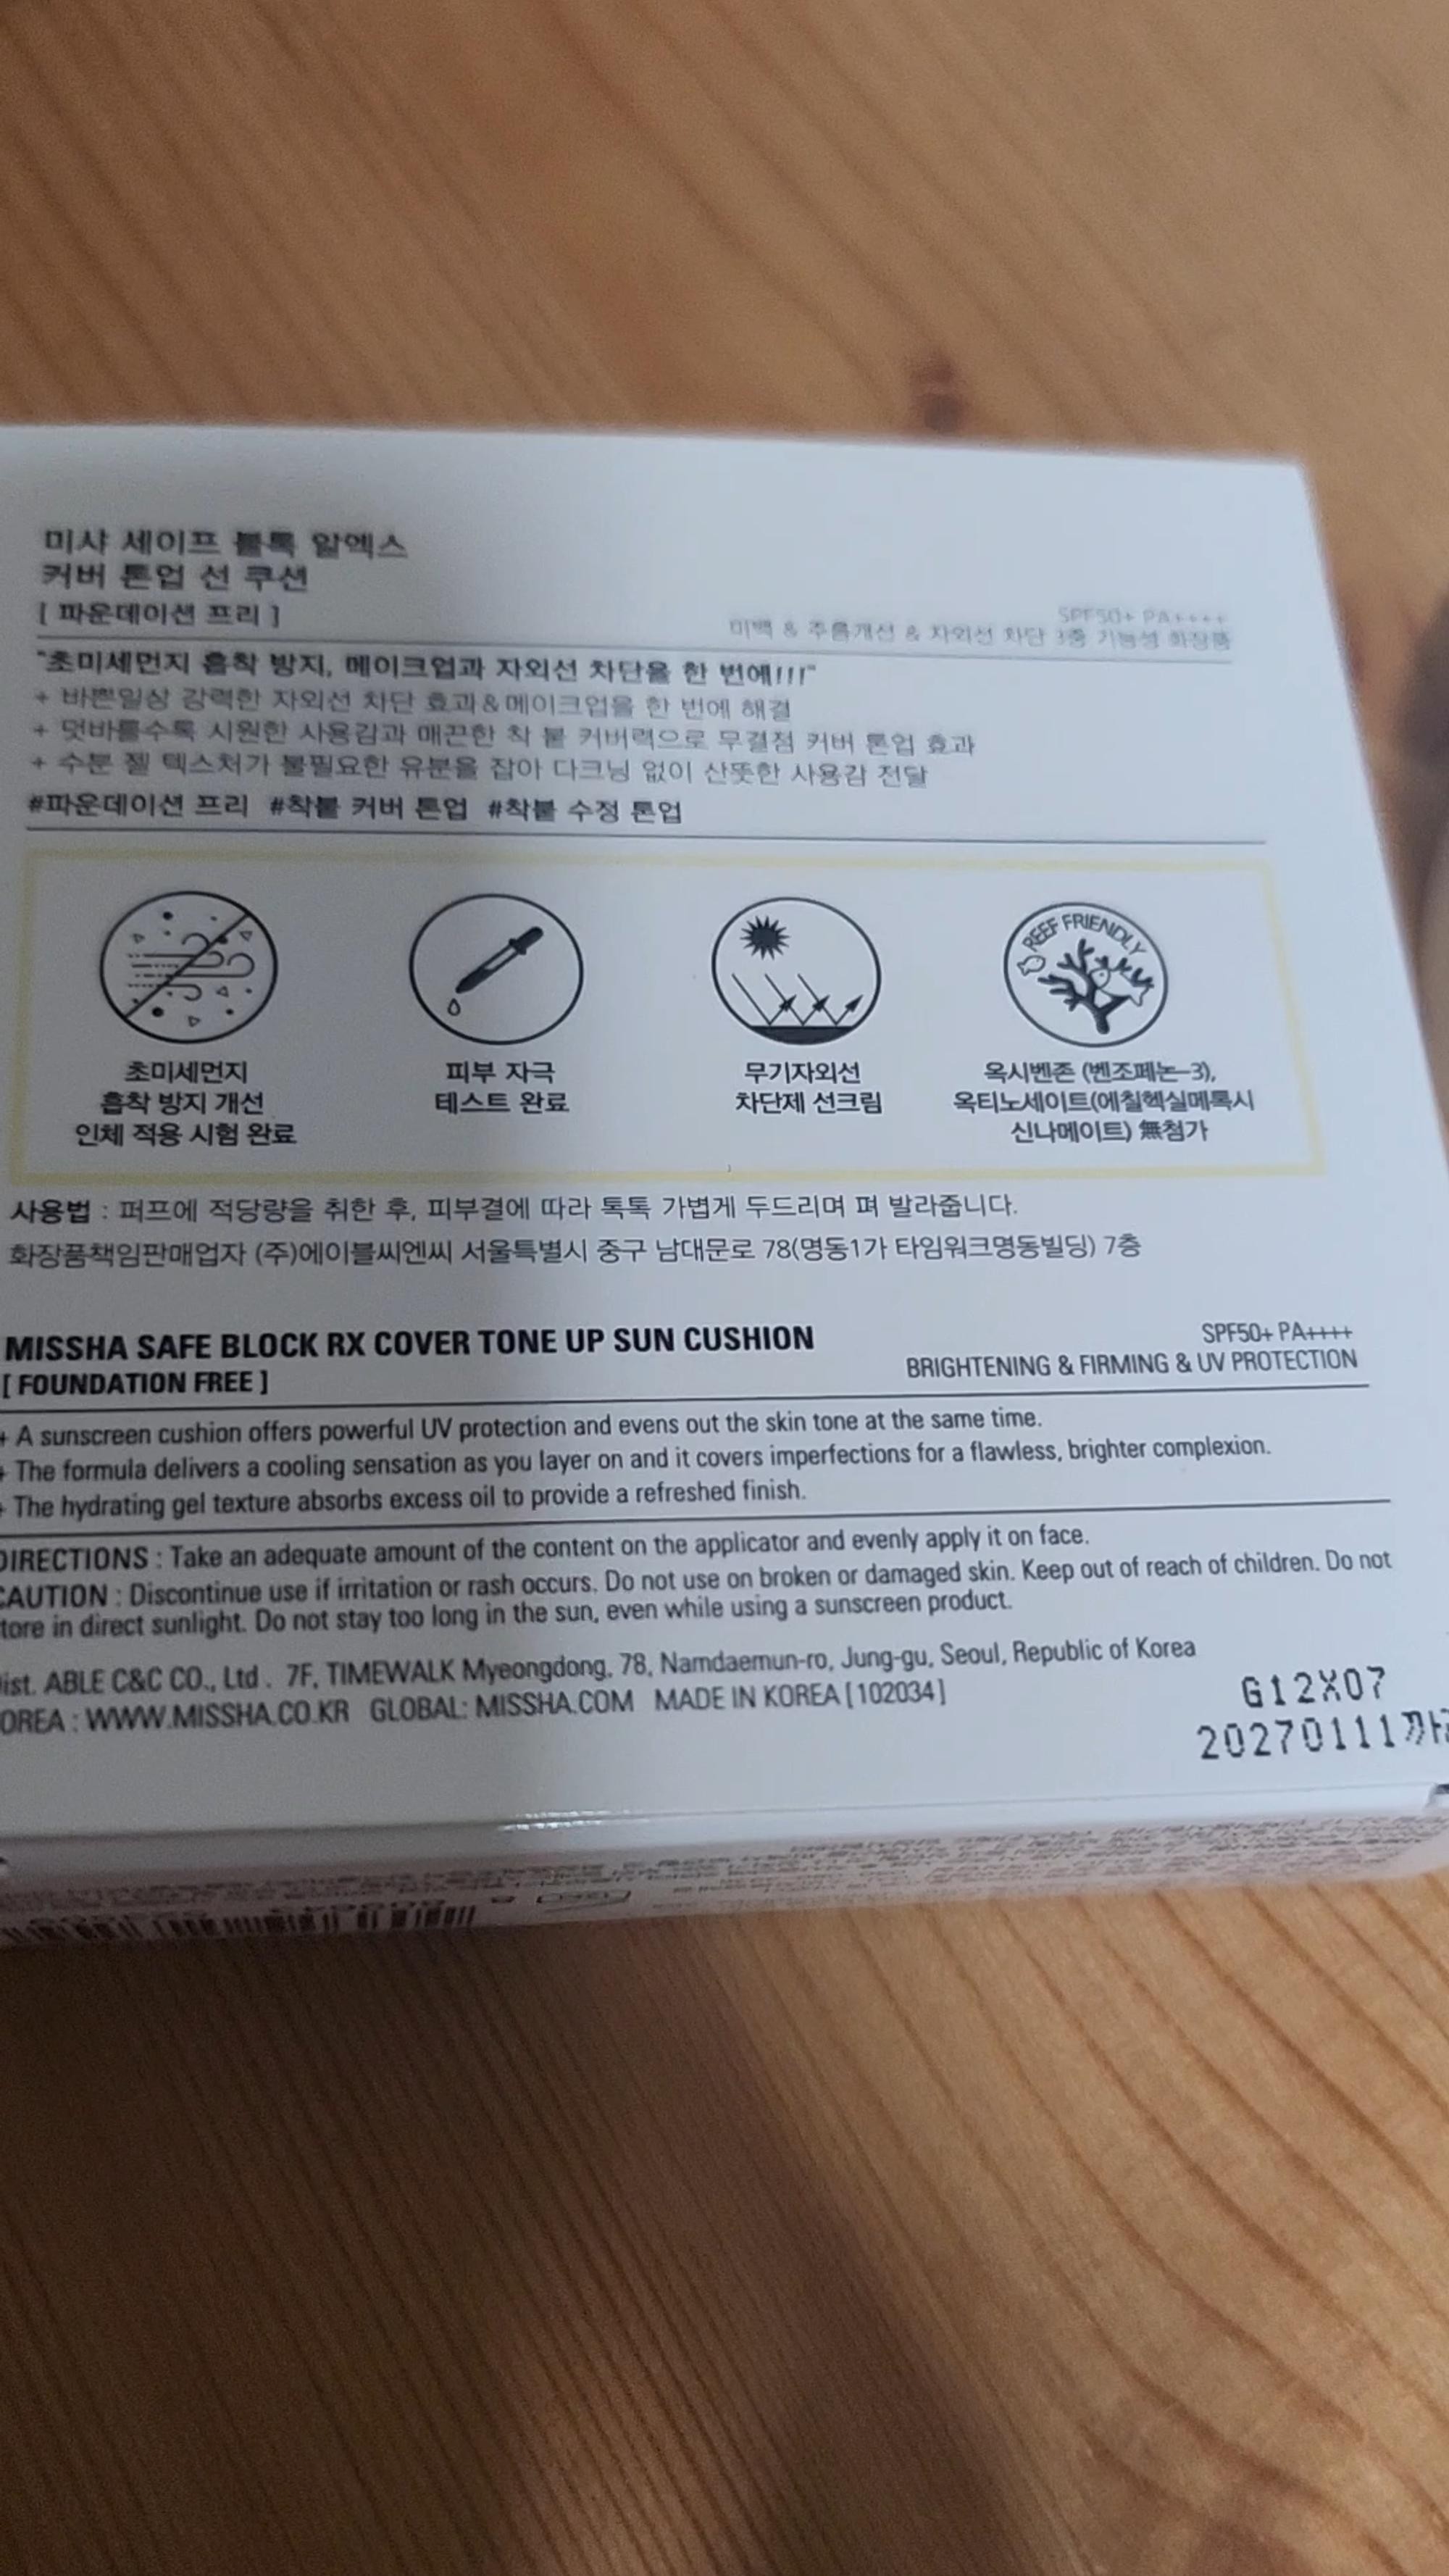 미샤 세이프 블록 알엑스
커버 톤업 선 쿠션
[ 파운데이션 프리 ]
SPF50+ PA++++
미백 & 주름개선 & 자외선 차단 3중 기능성 화장품
"초미세먼지 흡착 방지, 메이크업과 자외선 차단을 한 번에!!!"
+ 바쁜일상 강력한 자외선 차단 효과&메이크업을 한 번에 해결
+ 덧바를수록 시원한 사용감과 매끈한 착 붙 커버력으로 무결점 커버 톤업 효과
+ 수분 젤 텍스처가 불필요한 유분을 잡아 다크닝 없이 산뜻한 사용감 전달
#파운데이션 프리 #착붙 커버 톤업 #착붙 수정 톤업
REEF FRIENDLY
초미세먼지
흡착 방지 개선
인체 적용 시험 완료
피부 자극
테스트 완료
무기자외선
차단제 선크림
옥시벤존 (벤조페논-3),
옥티노세이트(에칠헥실메톡시
신나메이트) 無첨가
사용법 : 퍼프에 적당량을 취한 후, 피부결에 따라 톡톡 가볍게 두드리며 펴 발라줍니다.
화장품책임판매업자 (주)에이블씨엔씨 서울특별시 중구 남대문로 78(명동1가 타임워크명동빌딩) 7층
MISSHA SAFE BLOCK RX COVER TONE UP SUN CUSHION
[ FOUNDATION FREE ]
SPF50+ PA++++
BRIGHTENING & FIRMING & UV PROTECTION
+ A sunscreen cushion offers powerful UV protection and evens out the skin tone at the same time.
+ The formula delivers a cooling sensation as you layer on and it covers imperfections for a flawless, brighter complexion.
+ The hydrating gel texture absorbs excess oil to provide a refreshed finish.
DIRECTIONS : Take an adequate amount of the content on the applicator and evenly apply it on face.
CAUTION : Discontinue use if irritation or rash occurs. Do not use on broken or damaged skin. Keep out of reach of children. Do not
tore in direct sunlight. Do not stay too long in the sun, even while using a sunscreen product.
ist. ABLE C&C CO., Ltd. 7F, TIMEWALK Myeongdong, 78, Namdaemun-ro, Jung-gu, Seoul, Republic of Korea
OREA : WWW.MISSHA.CO.KR GLOBAL: MISSHA.COM MADE IN KOREA [102034]
G12X07
20270111까